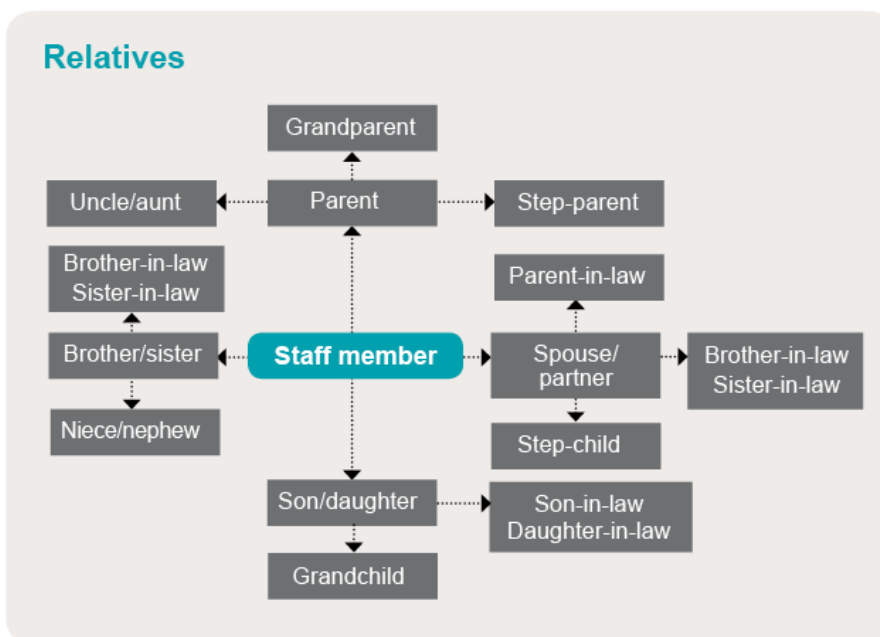 Relatives
Grandparent
Uncle/aunt
Parent
Step-parent
Brother-in-law
Sister-in-law
Parent-in-law
Brother/sister
Staff member
Spouse/
partner
Brother-in-law
Sister-in-law
Niece/nephew
Step-child
Son/daughter
Son-in-law
Daughter-in-law
Grandchild